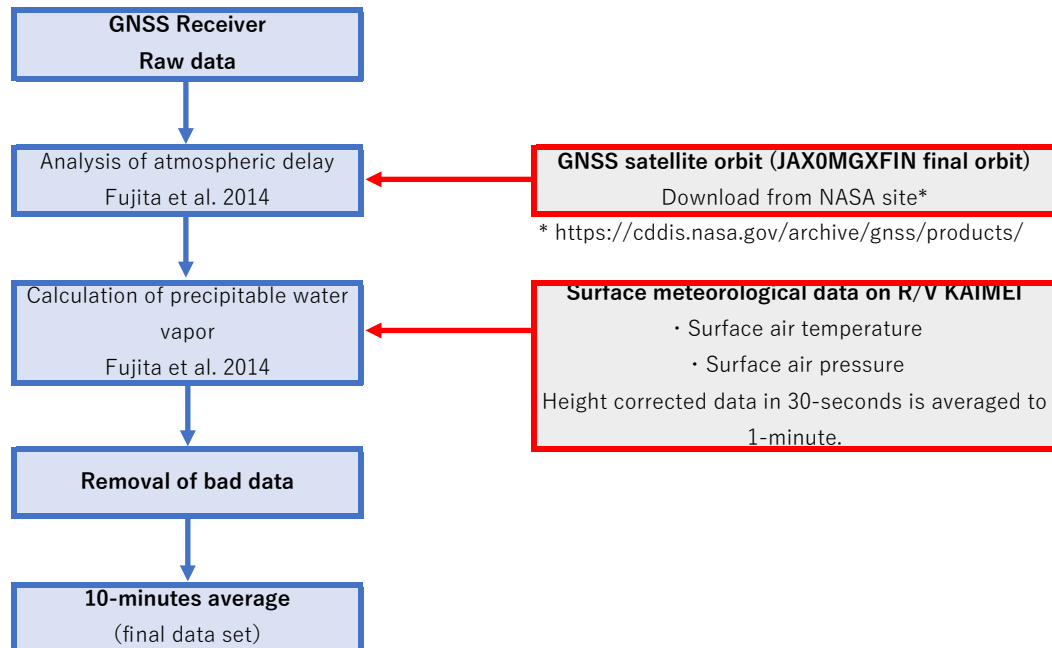 GNSS Receiver
Raw data
Analysis of atmospheric delay
Fujita et al. 2014
GNSS satellite orbit (JAX0MGXFIN final orbit)
Download from NASA site*
* https://cddis.nasa.gov/archive/gnss/products/
Calculation of precipitable water
vapor
Fujita et al. 2014
Surface meteorological data on R/V KAIMEI
・Surface air temperature
・Surface air pressure
Height corrected data in 30-seconds is averaged to
1-minute.
Removal of bad data
10-minutes average
(final data set)